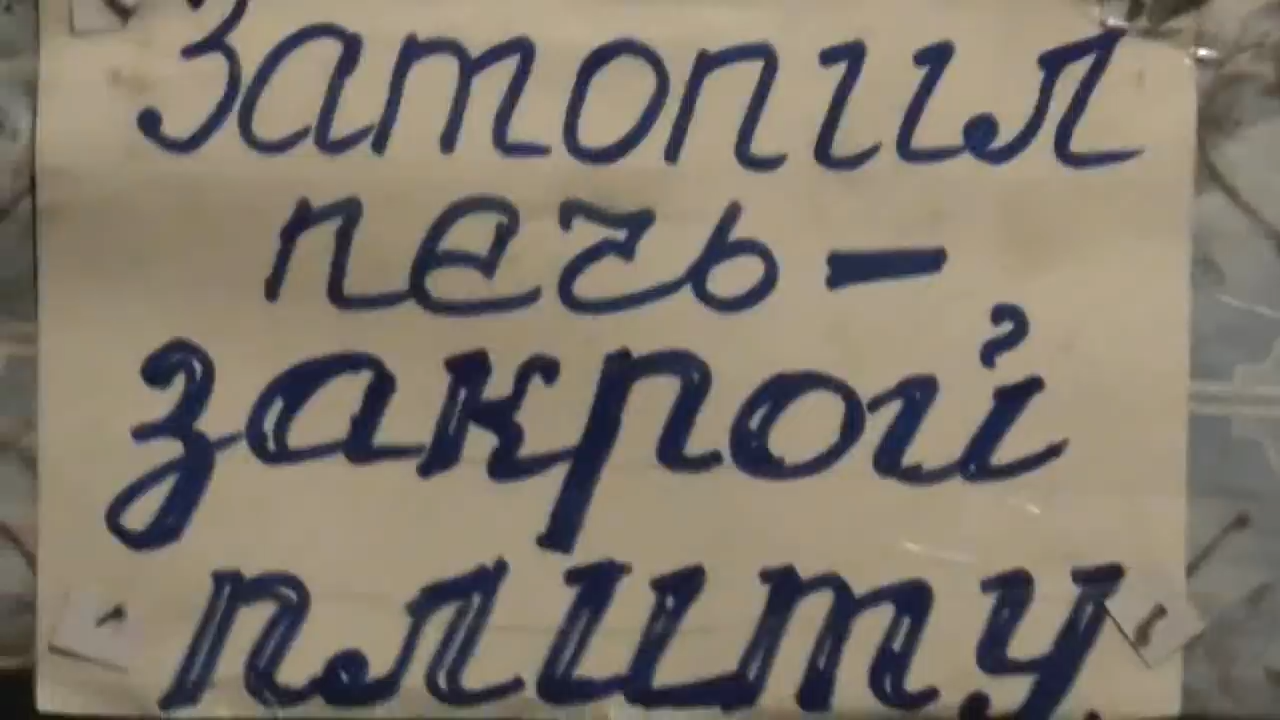 Затопил
печь -
закрой
плиту